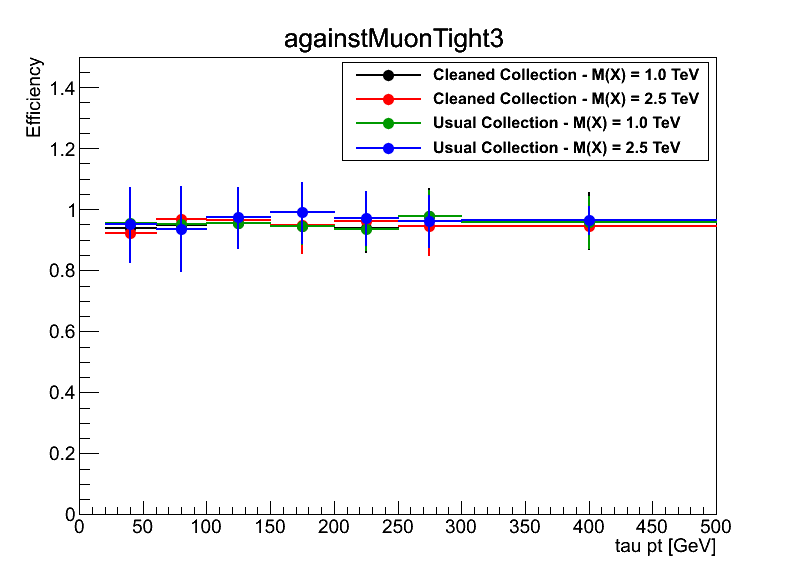 againstMuonTight3
Efficiency
Cleaned Collection - M(X) = 1.0 TeV
Cleaned Collection - M(X) = 2.5 TeV
Usual Collection - M(X) = 1.0 TeV
Usual Collection - M(X) = 2.5 TeV
1.4
1.2
1
0.8
0.6
0.4
0.2
0
0 50 100 150 200 250 300 350 400 450 500
tau pt [GeV]